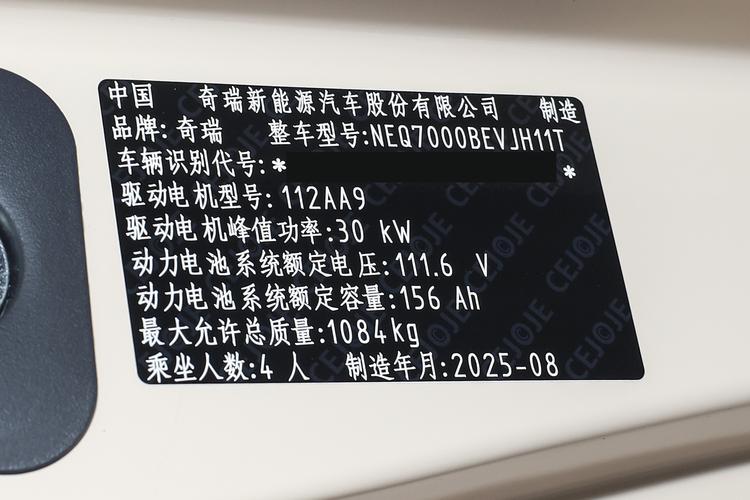 中国 奇瑞新能源汽车股份有限公司 制造
品牌:奇瑞 整车型号:NEQ7000BEVJH11T
车辆识别代号:* *
驱动电机型号:112AA9
驱动电机峰值功率:30 kW
动力电池系统额定电压:111.6 V
动力电池系统额定容量:156 Ah
最大允许总质量:1084kg
乘坐人数:4 人 制造年月:2025-08